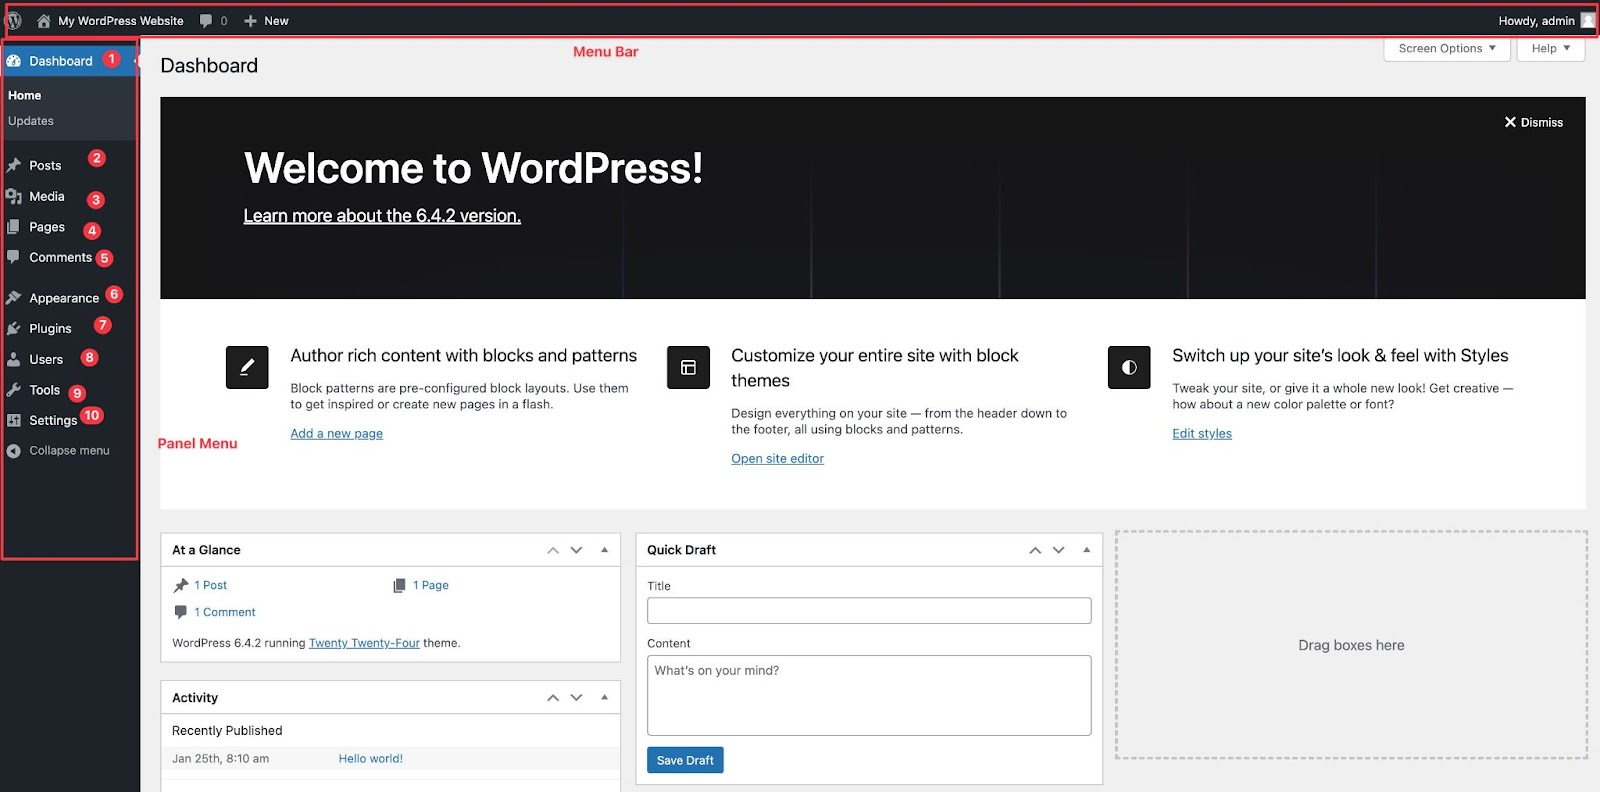 My WordPress Website 0 New Howdy, admin
Menu Bar
Screen Options Help
Dashboard 1
Home
Updates
Posts 2
Media 3
Pages 4
Comments 5
Appearance 6
Plugins 7
Users 8
Tools 9
Settings 10
Collapse menu
Panel Menu
Dashboard
Dismiss
Welcome to WordPress!
Learn more about the 6.4.2 version.
Author rich content with blocks and patterns
Block patterns are pre-configured block layouts. Use them
to get inspired or create new pages in a flash.
Add a new page
Customize your entire site with block
themes
Design everything on your site — from the header down to
the footer, all using blocks and patterns.
Open site editor
Switch up your site’s look & feel with Styles
Tweak your site, or give it a whole new look! Get creative —
how about a new color palette or font?
Edit styles
At a Glance
1 Post 1 Page
1 Comment
WordPress 6.4.2 running Twenty Twenty-Four theme.
Activity
Recently Published
Jan 25th, 8:10 am Hello world!
Quick Draft
Title
Content
What’s on your mind?
Save Draft
Drag boxes here